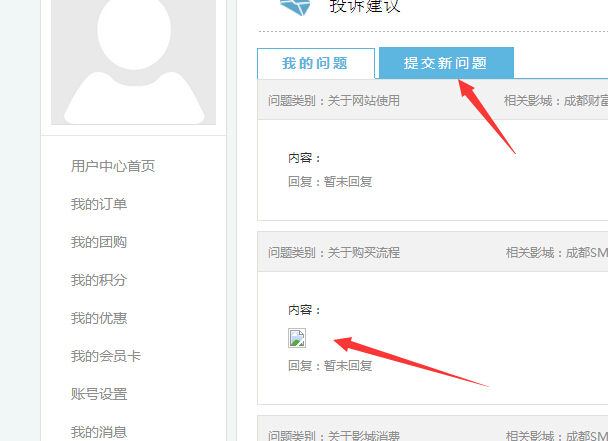 投诉建议
我的问题 提交新问题
问题类别：关于网站使用 相关影城：成都财富
内容：
回复：暂未回复
问题类别：关于购买流程 相关影城：成都SM
内容：
回复：暂未回复
问题类别：关于影城消费 相关影城：成都SM
用户中心首页
我的订单
我的团购
我的积分
我的优惠
我的会员卡
账号设置
我的消息